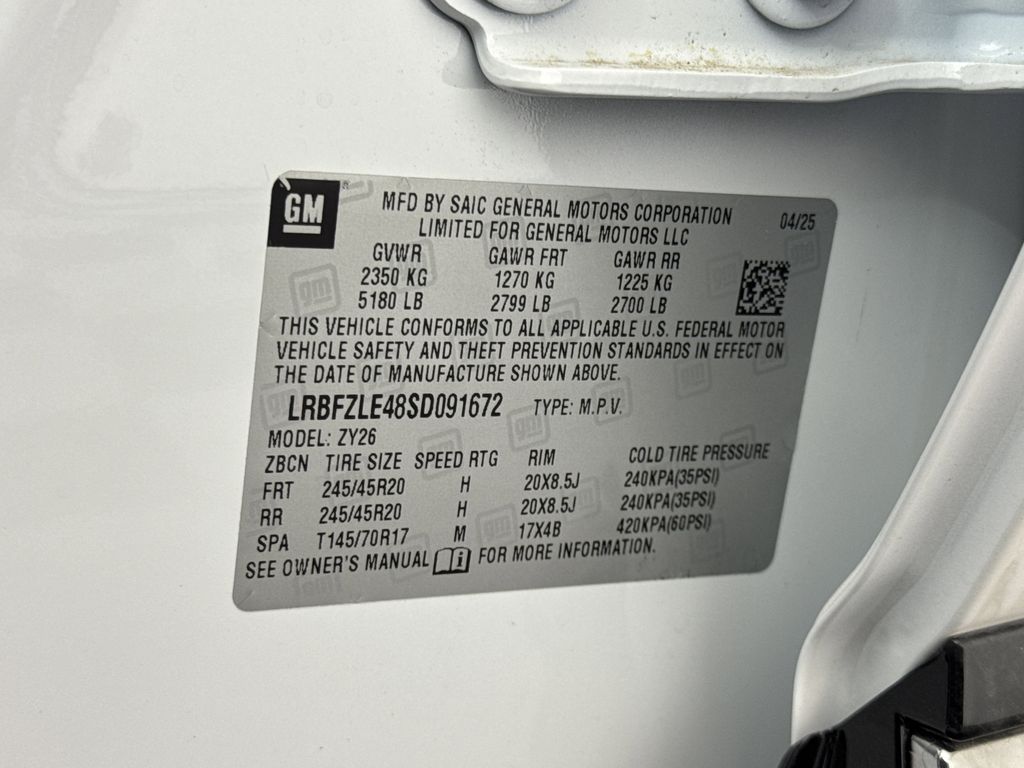 GM
MFD BY SAIC GENERAL MOTORS CORPORATION 04/25
LIMITED FOR GENERAL MOTORS LLC
GVWR GAWR FRT GAWR RR
2350 KG 1270 KG 1225 KG
5180 LB 2799 LB 2700 LB
THIS VEHICLE CONFORMS TO ALL APPLICABLE U.S. FEDERAL MOTOR
VEHICLE SAFETY AND THEFT PREVENTION STANDARDS IN EFFECT ON
THE DATE OF MANUFACTURE SHOWN ABOVE.
LRBFZLE48SD091672 TYPE: M.P.V.
MODEL: ZY26
ZBCN TIRE SIZE SPEED RTG RIM COLD TIRE PRESSURE
FRT 245/45R20 H 20X8.5J 240KPA(35PSI)
RR 245/45R20 H 20X8.5J 240KPA(35PSI)
SPA T145/70R17 M 17X4B 420KPA(60PSI)
SEE OWNER'S MANUAL i FOR MORE INFORMATION.